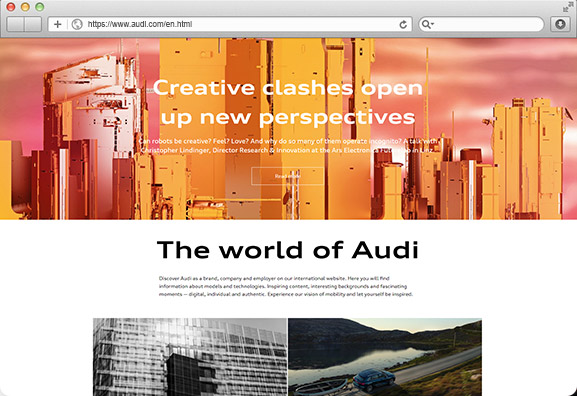 https://www.audi.com/en.html
Creative clashes open
up new perspectives
Can robots be creative? Feel? Love? And why do so many of them operate incognito? A talk with
Christopher Lindinger, Director Research & Innovation at the Ars Electronica Futurelab in Linz.
Read more
The world of Audi
Discover Audi as a brand, company and employer on our international website. Here you will find
information about models and technologies. Inspiring content, interesting backgrounds and fascinating
moments – digital, individual and authentic. Experience our vision of mobility and let yourself be inspired.